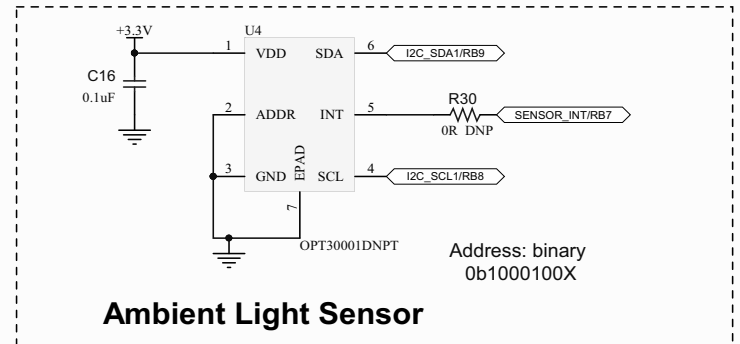 +3.3V
U4
C16
0.1uF
1 VDD SDA 6 I2C_SDA1/RB9
2 ADDR INT 5 R30 SENSOR_INT/RB7
0R DNP
3 GND EPAD SCL 4 I2C_SCL1/RB8
7
OPT30001DNPT
Address: binary
0b1000100X
Ambient Light Sensor